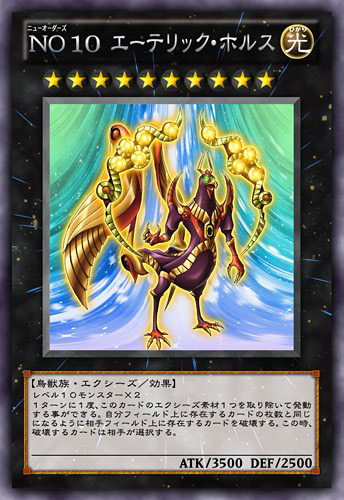 ニューオーダーズ
NO 10 エーテリック・ホルス
ひかり
光
【鳥獣族・エクシーズ/効果】
レベル10モンスター×2
1ターンに1度、このカードのエクシーズ素材1つを取り除いて発動
する事ができる。自分フィールド上に存在するカードの枚数と同じ
になるように相手フィールド上に存在するカードを破壊する。この時、
破壊するカードは相手が選択する。
ATK/3500 DEF/2500